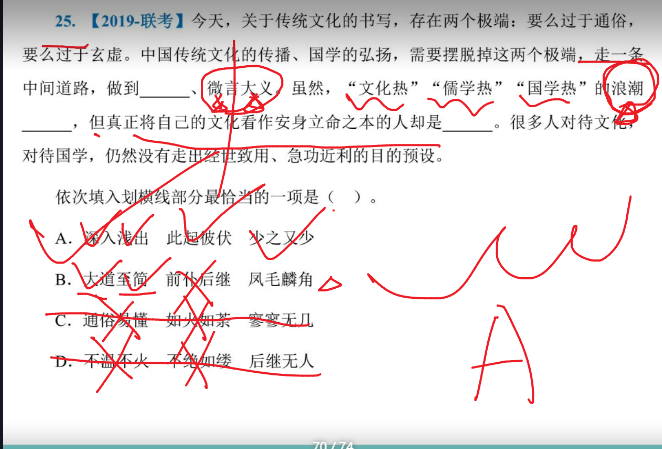 25. 【2019-联考】今天，关于传统文化的书写，存在两个极端：要么过于通俗，
要么过于玄虚。中国传统文化的传播、国学的弘扬，需要摆脱掉这两个极端，走一条
中间道路，做到______、微言大义。虽然，“文化热”“儒学热”“国学热”的浪潮
______，但真正将自己的文化看作安身立命之本的人却是______。很多人对待文化，
对待国学，仍然没有走出经世致用、急功近利的目的预设。
依次填入划横线部分最恰当的一项是（ ）。
A. 深入浅出 此起彼伏 少之又少
B. 大道至简 前仆后继 凤毛麟角
C. 通俗易懂 如火如荼 寥寥无几
D. 不温不火 不绝如缕 后继无人
A
70 / 74